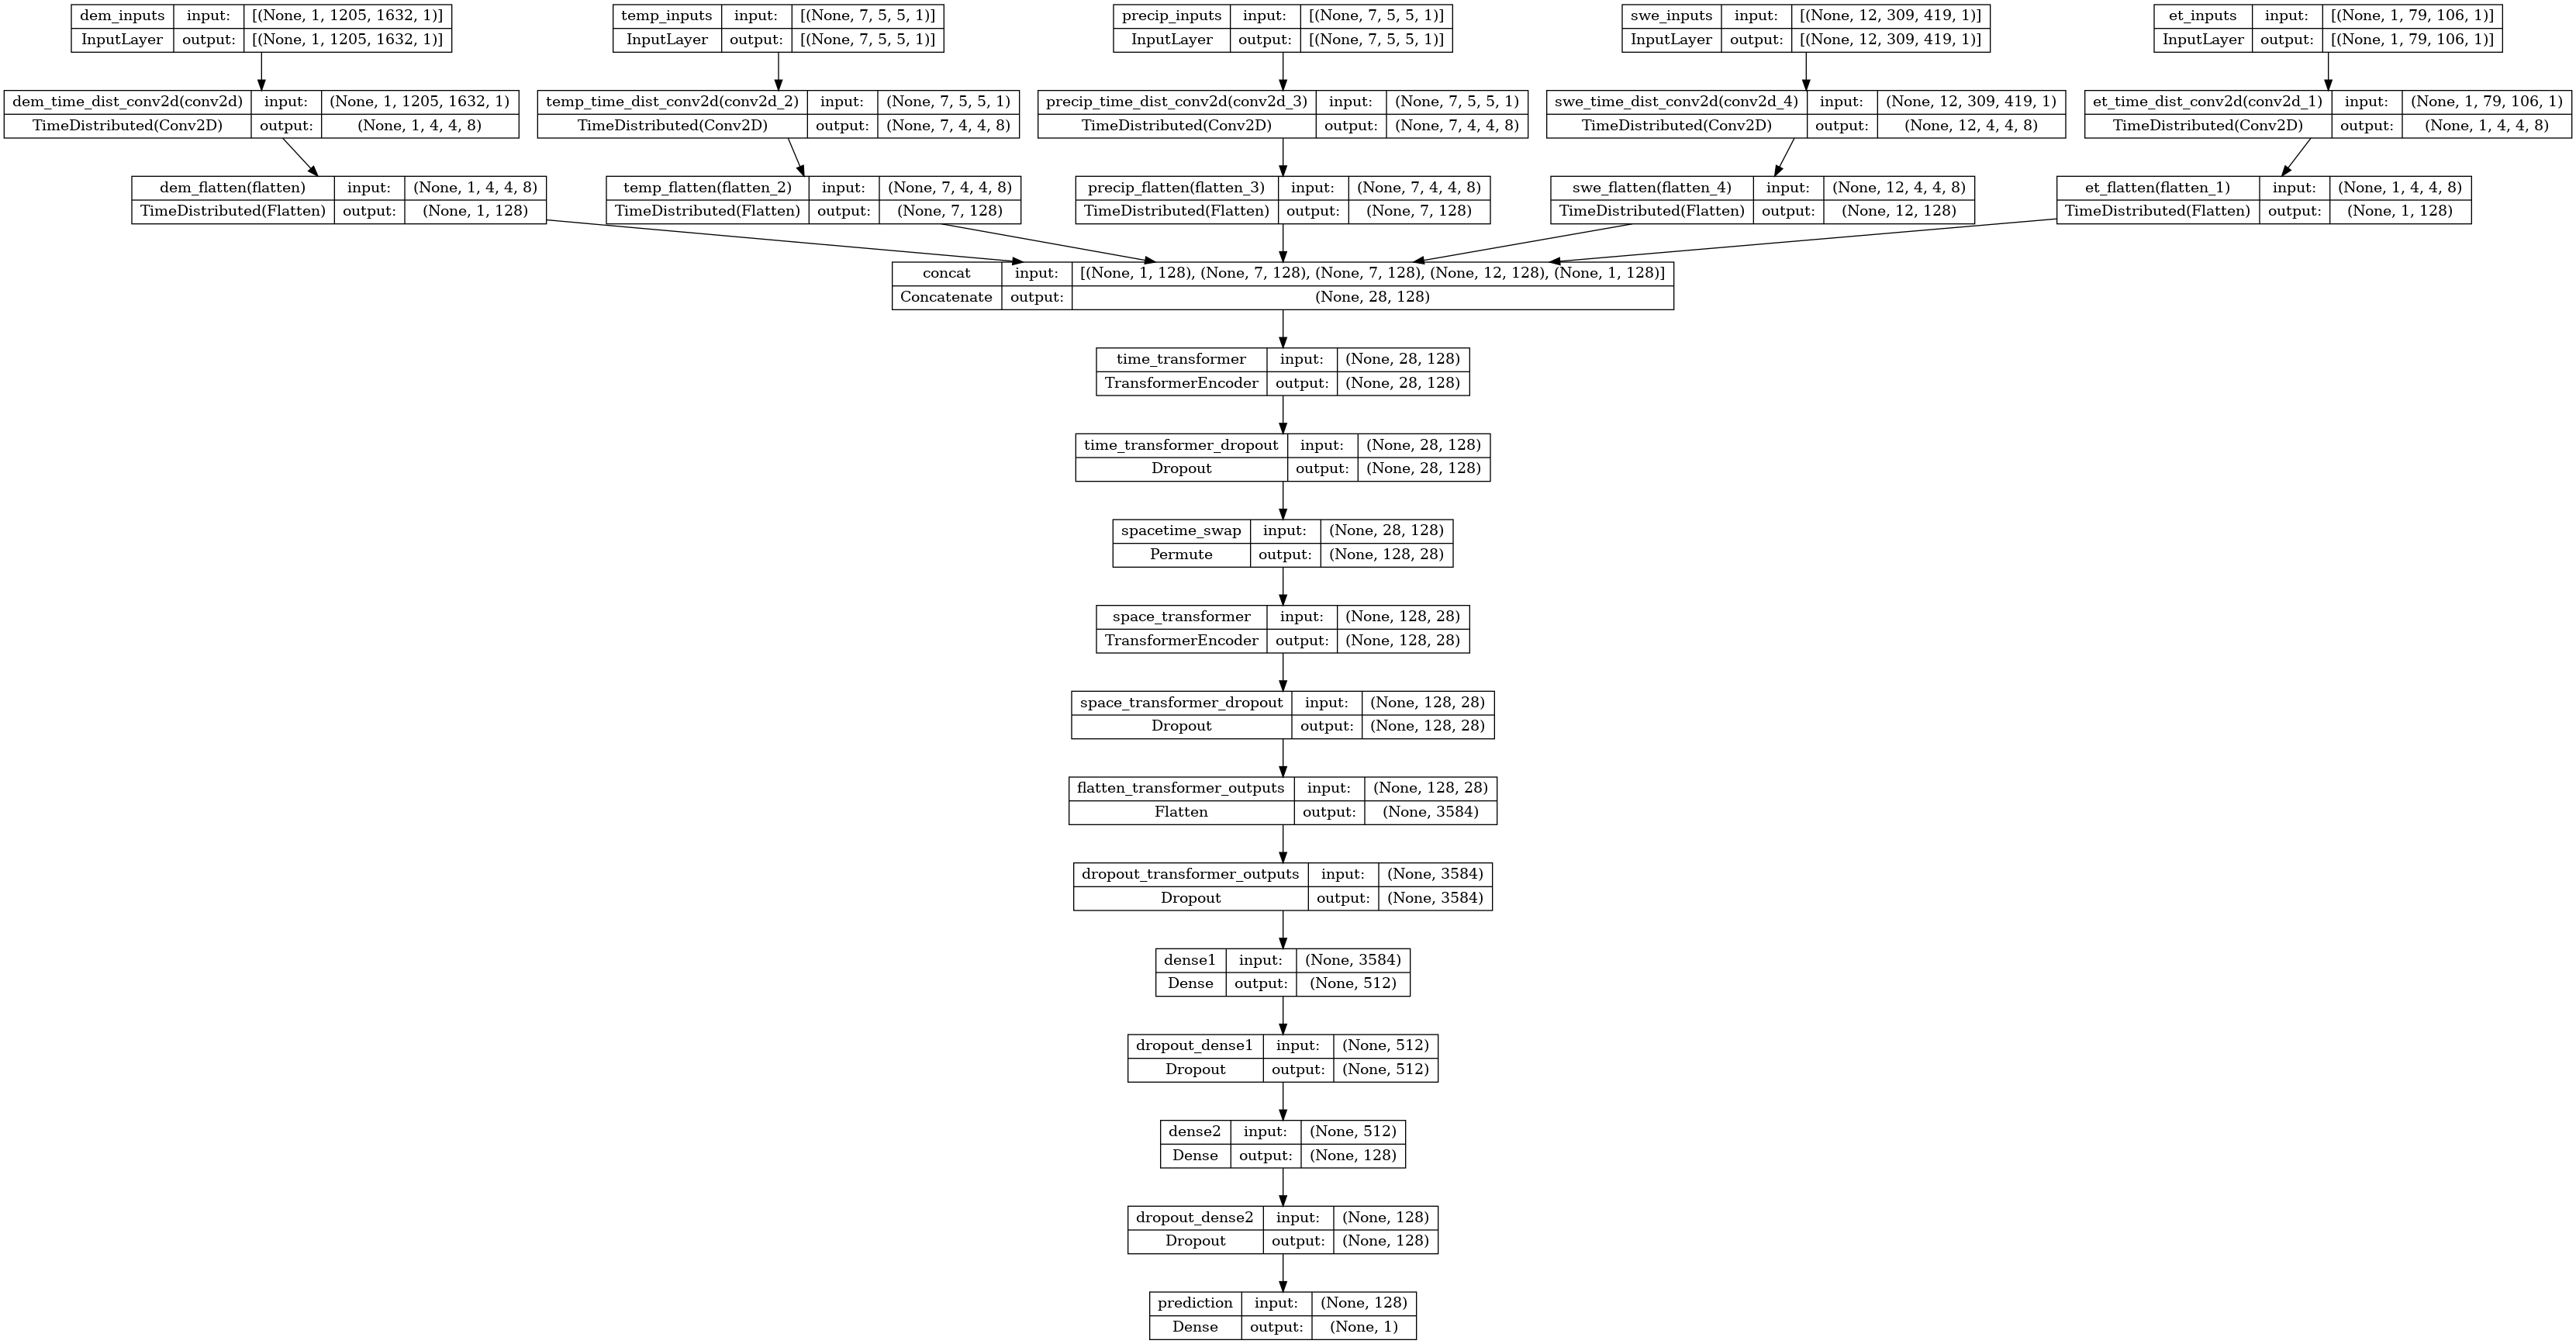 dem_inputs input: [(None, 1, 1205, 1632, 1)]
InputLayer output: [(None, 1, 1205, 1632, 1)]
temp_inputs input: [(None, 7, 5, 5, 1)]
InputLayer output: [(None, 7, 5, 5, 1)]
precip_inputs input: [(None, 7, 5, 5, 1)]
InputLayer output: [(None, 7, 5, 5, 1)]
swe_inputs input: [(None, 12, 309, 419, 1)]
InputLayer output: [(None, 12, 309, 419, 1)]
et_inputs input: [(None, 1, 79, 106, 1)]
InputLayer output: [(None, 1, 79, 106, 1)]
dem_time_dist_conv2d(conv2d) input: (None, 1, 1205, 1632, 1)
TimeDistributed(Conv2D) output: (None, 1, 4, 4, 8)
temp_time_dist_conv2d(conv2d_2) input: (None, 7, 5, 5, 1)
TimeDistributed(Conv2D) output: (None, 7, 4, 4, 8)
precip_time_dist_conv2d(conv2d_3) input: (None, 7, 5, 5, 1)
TimeDistributed(Conv2D) output: (None, 7, 4, 4, 8)
swe_time_dist_conv2d(conv2d_4) input: (None, 12, 309, 419, 1)
TimeDistributed(Conv2D) output: (None, 12, 4, 4, 8)
et_time_dist_conv2d(conv2d_1) input: (None, 1, 79, 106, 1)
TimeDistributed(Conv2D) output: (None, 1, 4, 4, 8)
dem_flatten(flatten) input: (None, 1, 4, 4, 8)
TimeDistributed(Flatten) output: (None, 1, 128)
temp_flatten(flatten_2) input: (None, 7, 4, 4, 8)
TimeDistributed(Flatten) output: (None, 7, 128)
precip_flatten(flatten_3) input: (None, 7, 4, 4, 8)
TimeDistributed(Flatten) output: (None, 7, 128)
swe_flatten(flatten_4) input: (None, 12, 4, 4, 8)
TimeDistributed(Flatten) output: (None, 12, 128)
et_flatten(flatten_1) input: (None, 1, 4, 4, 8)
TimeDistributed(Flatten) output: (None, 1, 128)
concat input: [(None, 1, 128), (None, 7, 128), (None, 7, 128), (None, 12, 128), (None, 1, 128)]
Concatenate output: (None, 28, 128)
time_transformer input: (None, 28, 128)
TransformerEncoder output: (None, 28, 128)
time_transformer_dropout input: (None, 28, 128)
Dropout output: (None, 28, 128)
spacetime_swap input: (None, 28, 128)
Permute output: (None, 128, 28)
space_transformer input: (None, 128, 28)
TransformerEncoder output: (None, 128, 28)
space_transformer_dropout input: (None, 128, 28)
Dropout output: (None, 128, 28)
flatten_transformer_outputs input: (None, 128, 28)
Flatten output: (None, 3584)
dropout_transformer_outputs input: (None, 3584)
Dropout output: (None, 3584)
dense1 input: (None, 3584)
Dense output: (None, 512)
dropout_dense1 input: (None, 512)
Dropout output: (None, 512)
dense2 input: (None, 512)
Dense output: (None, 128)
dropout_dense2 input: (None, 128)
Dropout output: (None, 128)
prediction input: (None, 128)
Dense output: (None, 1)